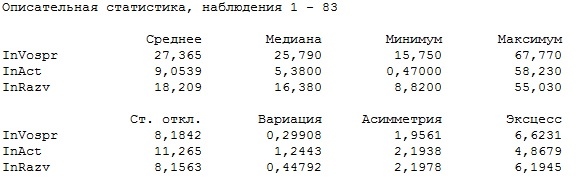 Описательная статистика, наблюдения 1 - 83
Среднее Медиана Минимум Максимум
InVospr 27,365 25,790 15,750 67,770
InAct 9,0539 5,3800 0,47000 58,230
InRazv 18,209 16,380 8,8200 55,030
Ст. откл. Вариация Асимметрия Эксцесс
InVospr 8,1842 0,29908 1,9561 6,6231
InAct 11,265 1,2443 2,1938 4,8679
InRazv 8,1563 0,44792 2,1978 6,1945